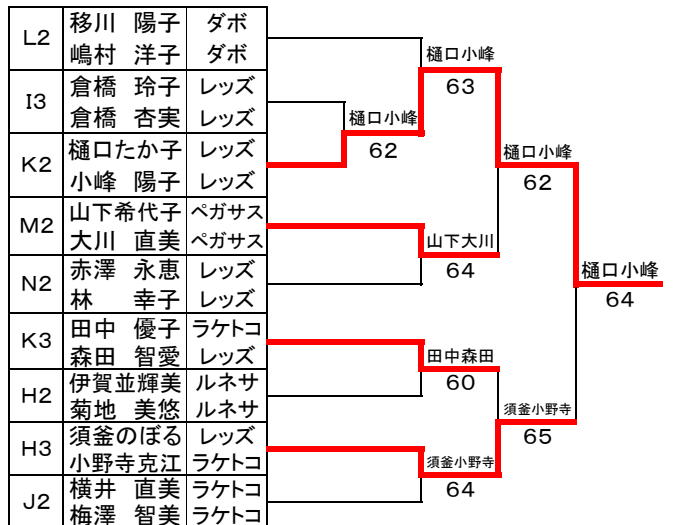 L2 移川　陽子 ダボ
嶋村　洋子 ダボ
I3 倉橋　玲子 レッズ
倉橋　杏実 レッズ
K2 樋口たか子 レッズ
小峰　陽子 レッズ
M2 山下希代子 ペガサス
大川　直美 ペガサス
N2 赤澤　永恵 レッズ
林　　幸子 レッズ
K3 田中　優子 ラケトコ
森田　智愛 レッズ
H2 伊賀並輝美 ルネサ
菊地　美悠 ルネサ
H3 須釜のぼる レッズ
小野寺克江 ラケトコ
J2 横井　直美 ラケトコ
梅澤　智美 ラケトコ
樋口小峰
62
樋口小峰
63
山下大川
64
田中森田
60
須釜小野寺
64
樋口小峰
62
須釜小野寺
65
樋口小峰
64